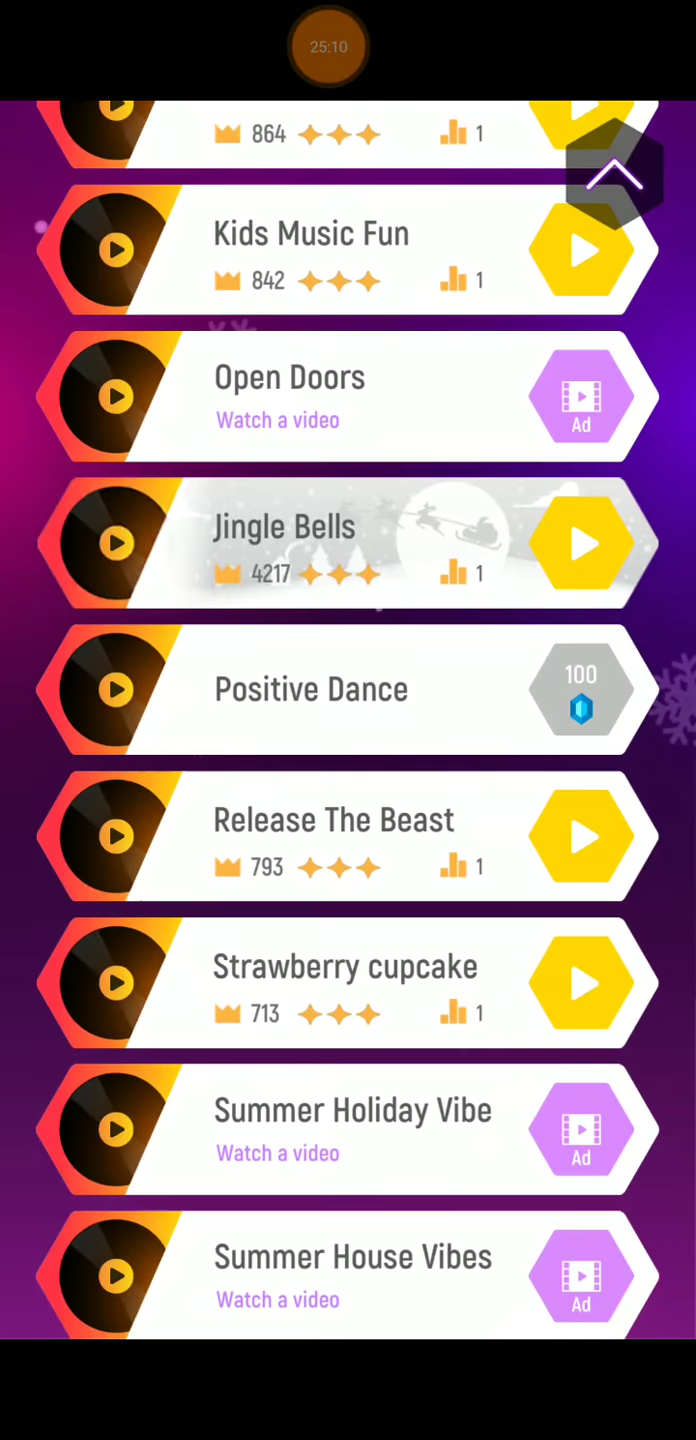 25:10
864 1
Kids Music Fun
842 1
Open Doors
Watch a video
Ad
Jingle Bells
4217 1
Positive Dance
100
Release The Beast
793 1
Strawberry cupcake
713 1
Summer Holiday Vibe
Watch a video
Ad
Summer House Vibes
Watch a video
Ad